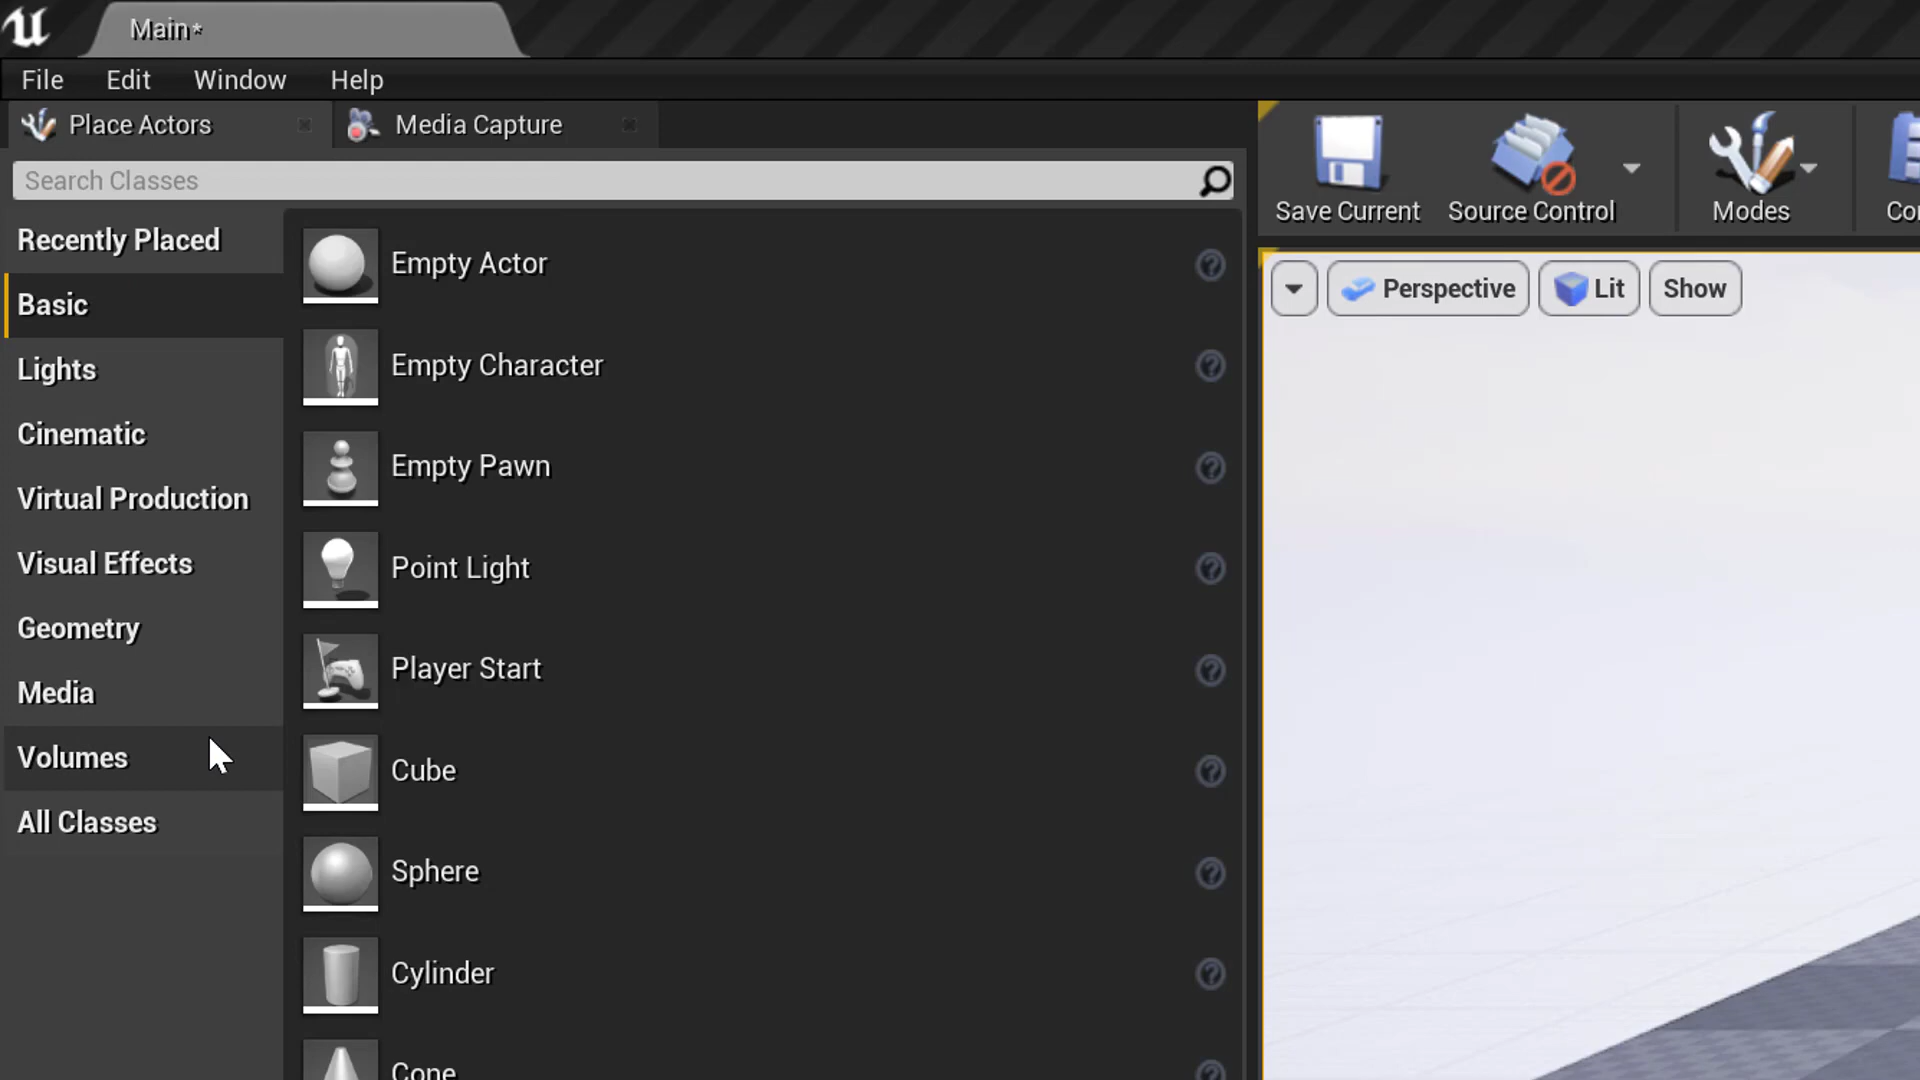 Main*
File Edit Window Help
Place Actors
Media Capture
Search Classes
Recently Placed
Basic
Lights
Cinematic
Virtual Production
Visual Effects
Geometry
Media
Volumes
All Classes
Empty Actor
Empty Character
Empty Pawn
Point Light
Player Start
Cube
Sphere
Cylinder
Cone
Save Current
Source Control
Modes
Perspective
Lit
Show